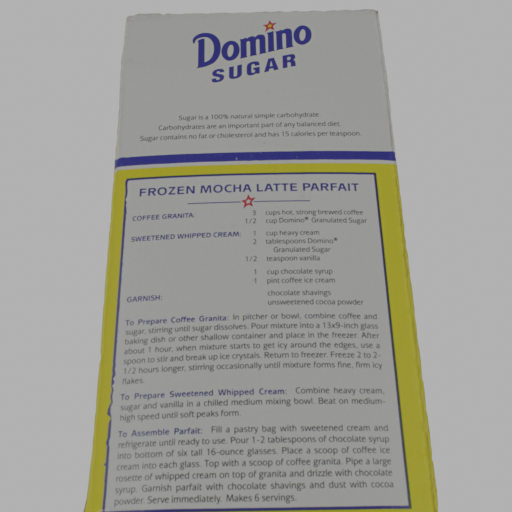 Domino
SUGAR
Sugar is a 100% natural simple carbohydrate.
Carbohydrates are an important part of any balanced diet.
Sugar contains no fat or cholesterol and has 15 calories per teaspoon.
FROZEN MOCHA LATTE PARFAIT
COFFEE GRANITA: 3 cups hot, strong brewed coffee
1/2 cup Domino® Granulated Sugar
SWEETENED WHIPPED CREAM: 1 cup heavy cream
2 tablespoons Domino®
Granulated Sugar
1/2 teaspoon vanilla
1 cup chocolate syrup
1 pint coffee ice cream
GARNISH: chocolate shavings
unsweetened cocoa powder
To Prepare Coffee Granita: In pitcher or bowl, combine coffee and
sugar, stirring until sugar dissolves. Pour mixture into a 13x9-inch glass
baking dish or other shallow container and place in the freezer. After
about 1 hour, when mixture starts to get icy around the edges, use a
spoon to stir and break up ice crystals. Return to freezer. Freeze 2 to 2-
1/2 hours longer, stirring occasionally until mixture forms fine, firm icy
flakes.
To Prepare Sweetened Whipped Cream: Combine heavy cream,
sugar and vanilla in a chilled medium mixing bowl. Beat on medium-
high speed until soft peaks form.
To Assemble Parfait: Fill a pastry bag with sweetened cream and
refrigerate until ready to use. Pour 1-2 tablespoons of chocolate syrup
into bottom of six tall 16-ounce glasses. Place a scoop of coffee ice
cream into each glass. Top with a scoop of coffee granita. Pipe a large
rosette of whipped cream on top of granita and drizzle with chocolate
syrup. Garnish parfait with chocolate shavings and dust with cocoa
powder. Serve immediately. Makes 6 servings.